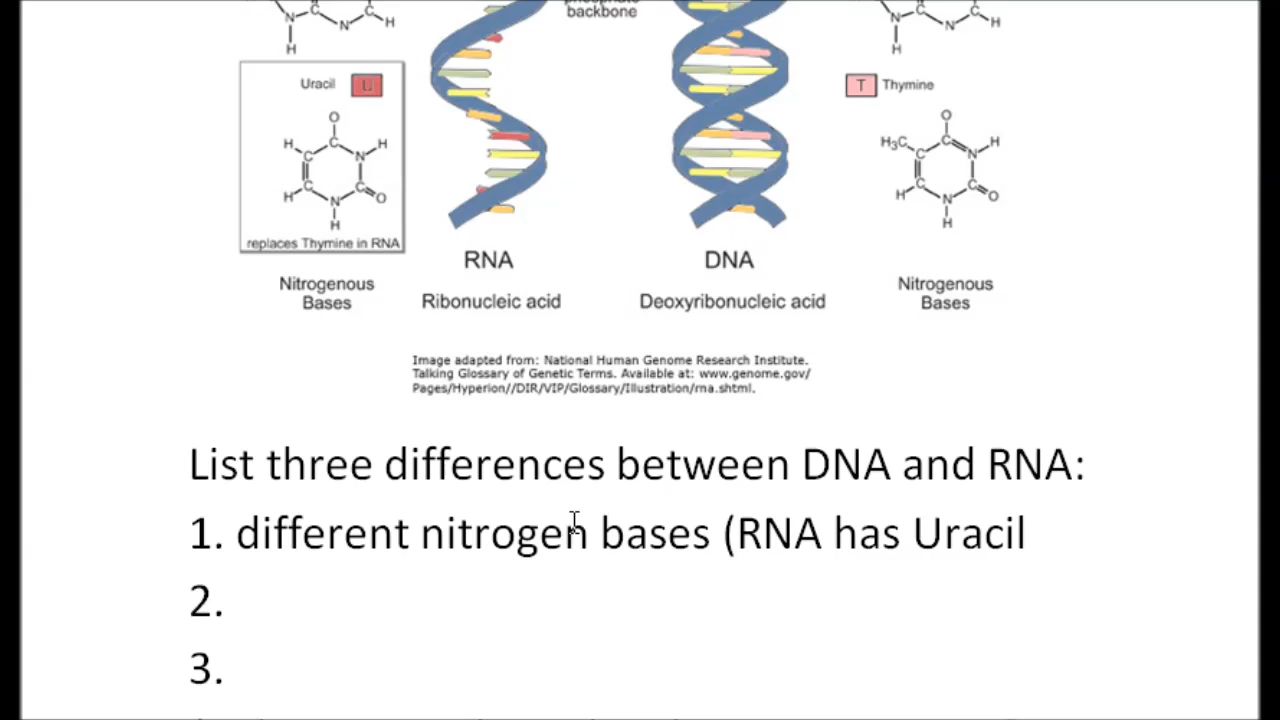 phosphate
backbone
N
C
N
C
H
H
N
C
N
C
H
H
Uracil U
T Thymine
O
H C H
C N
C C
H N O
H
replaces Thymine in RNA
O
H₃C C N H
C
C C
H N O
H
RNA
DNA
Nitrogenous
Bases
Ribonucleic acid
Deoxyribonucleic acid
Nitrogenous
Bases
Image adapted from: National Human Genome Research Institute.
Talking Glossary of Genetic Terms. Available at: www.genome.gov/
Pages/Hyperion//DIR/VIP/Glossary/Illustration/rna.shtml.
List three differences between DNA and RNA:
1. different nitrogen bases (RNA has Uracil
2.
3.